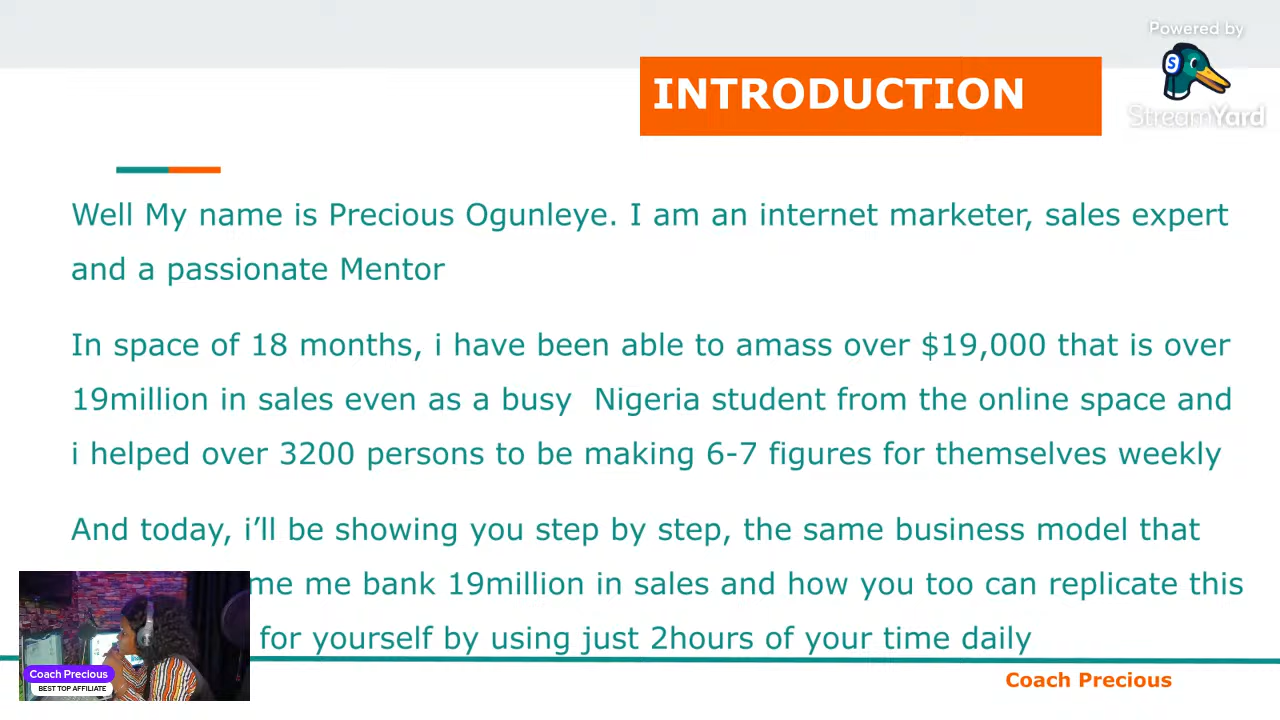 Powered by
StreamYard
INTRODUCTION
Well My name is Precious Ogunleye. I am an internet marketer, sales expert
and a passionate Mentor
In space of 18 months, i have been able to amass over $19,000 that is over
19million in sales even as a busy Nigeria student from the online space and
i helped over 3200 persons to be making 6-7 figures for themselves weekly
And today, i’ll be showing you step by step, the same business model that
me me bank 19million in sales and how you too can replicate this
for yourself by using just 2hours of your time daily
Coach Precious
BEST TOP AFFILIATE
Coach Precious